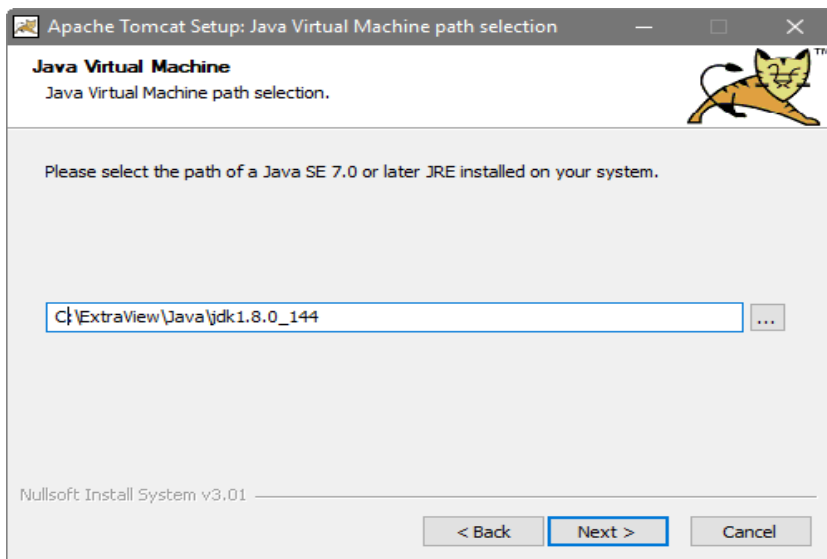 Apache Tomcat Setup: Java Virtual Machine path selection
TM
Java Virtual Machine
Java Virtual Machine path selection.
Please select the path of a Java SE 7.0 or later JRE installed on your system.
C:\ExtraView\Java\jdk1.8.0_144
...
Nullsoft Install System v3.01
< Back
Next >
Cancel